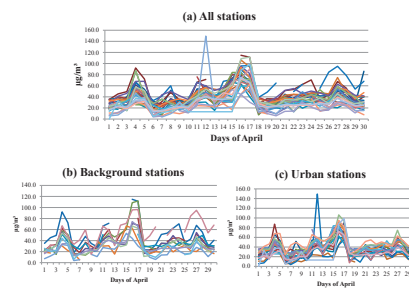 (a) All stations
160.0
140.0
120.0
100.0
80.0
60.0
40.0
20.0
0.0
µg/m³
1 2 3 4 5 6 7 8 9 10 11 12 13 14 15 16 17 18 19 20 21 22 23 24 25 26 27 28 29 30
Days of April
(b) Background stations
140.0
120.0
100.0
80.0
60.0
40.0
20.0
0.0
µg/m³
1 3 5 7 9 11 13 15 17 19 21 23 25 27 29
Days of April
(c) Urban stations
160.0
140.0
120.0
100.0
80.0
60.0
40.0
20.0
0.0
µg/m³
1 3 5 7 9 11 13 15 17 19 21 23 25 27 29
Days of April